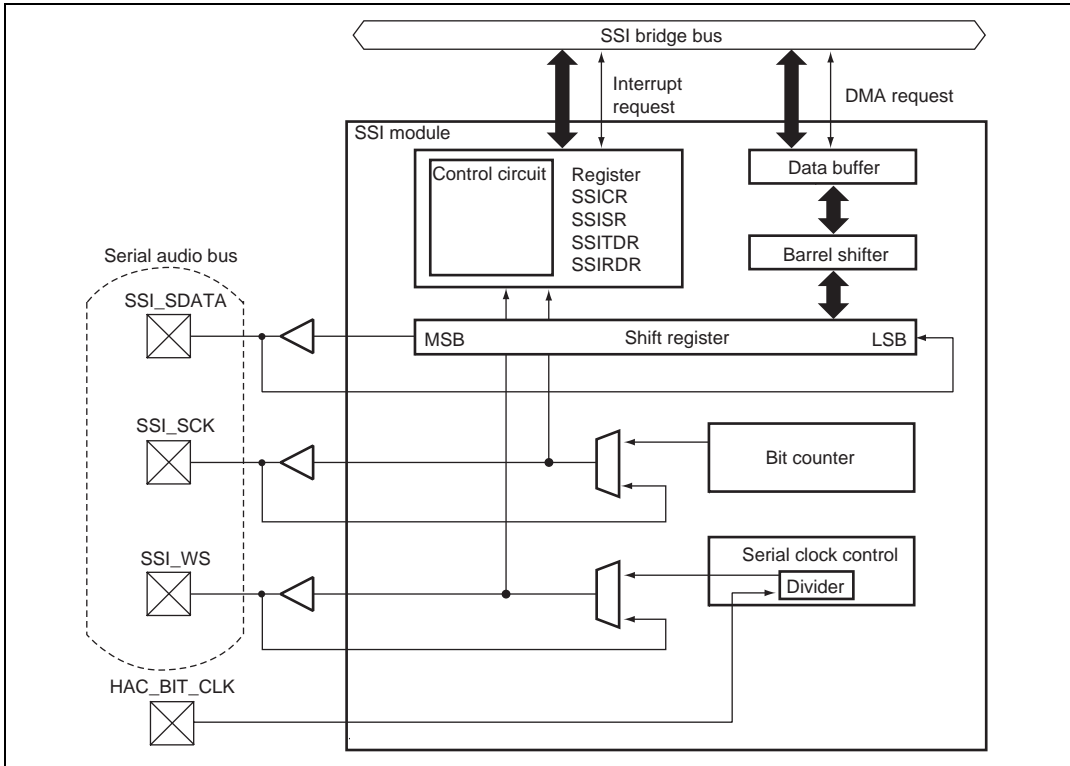 SSI bridge bus
Interrupt
request
DMA request
SSI module
Control circuit
Register
SSICR
SSISR
SSITDR
SSIRDR
Data buffer
Barrel shifter
Serial audio bus
SSI_SDATA
MSB
Shift register
LSB
SSI_SCK
Bit counter
SSI_WS
Serial clock control
Divider
HAC_BIT_CLK